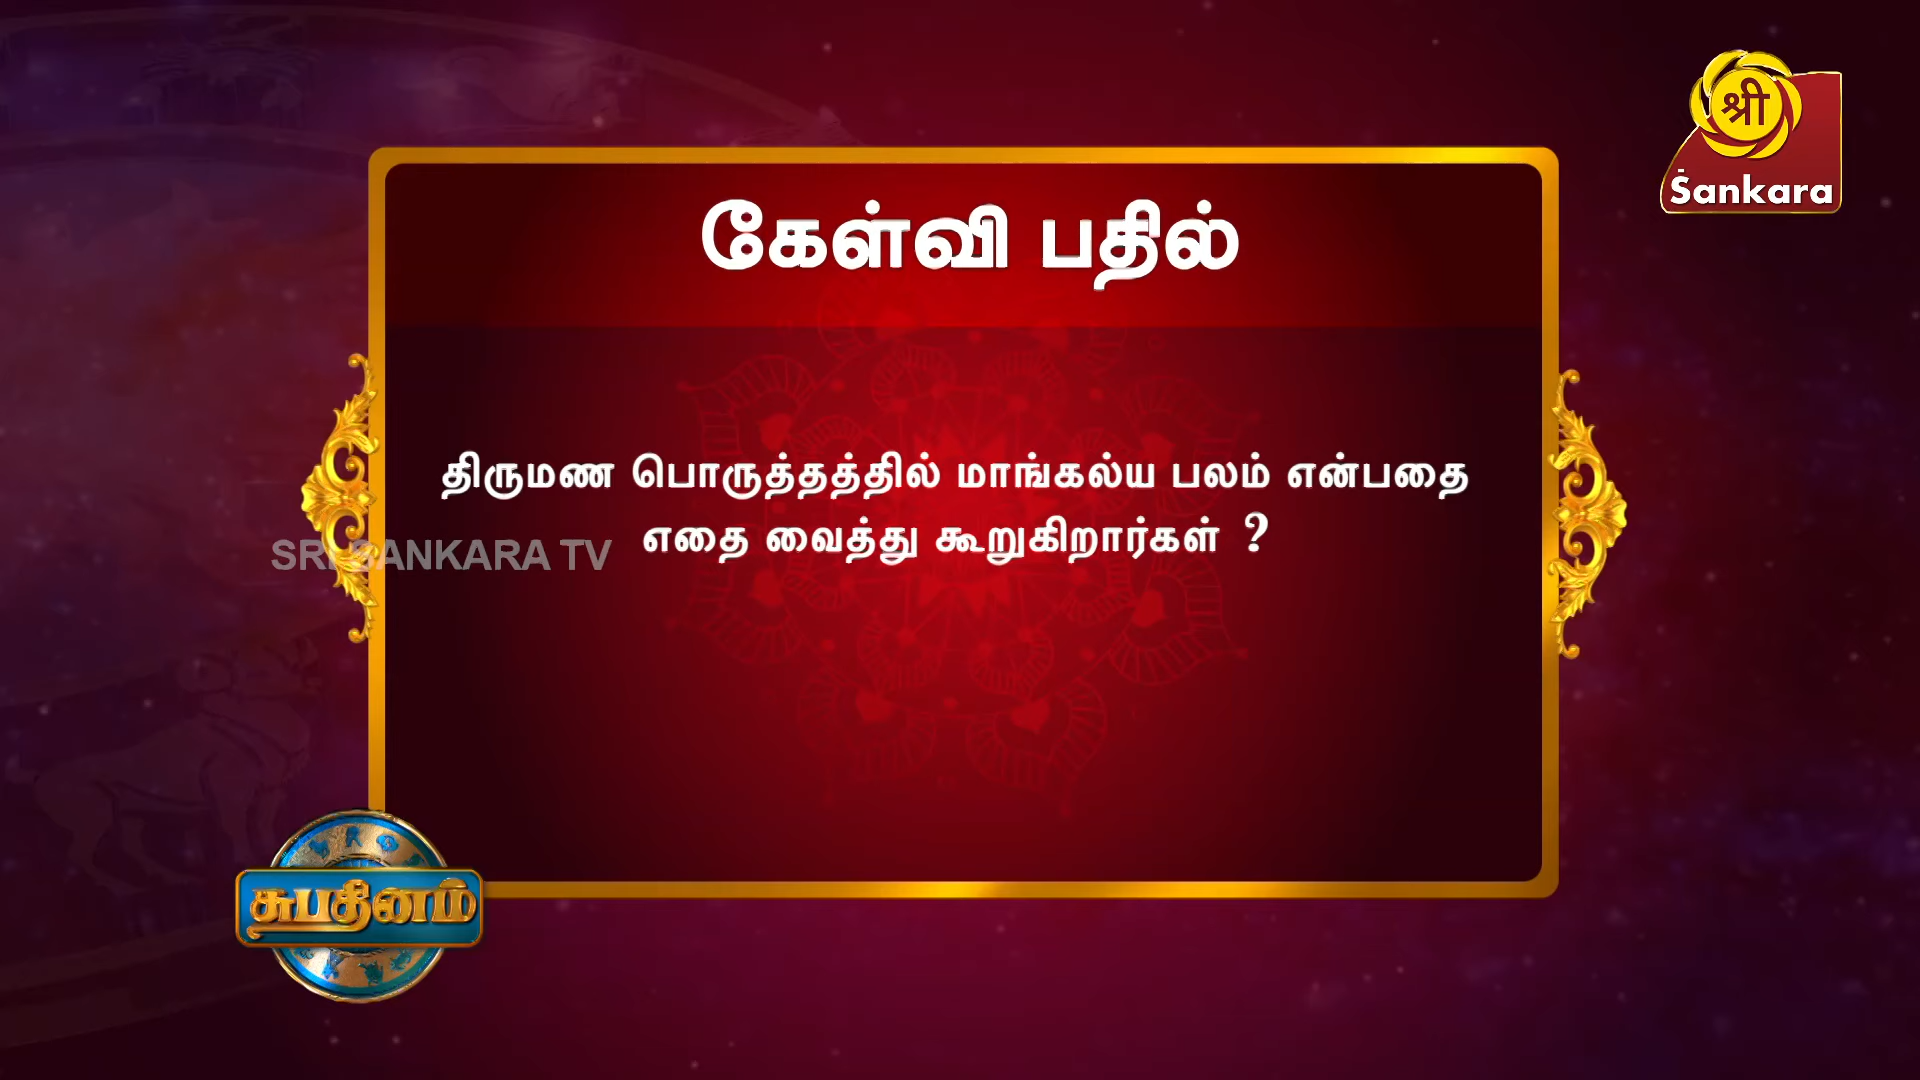 श्री
Sankara
கேள்வி பதில்
திருமண பொருத்தத்தில் மாங்கல்ய பலம் என்பதை
எதை வைத்து கூறுகிறார்கள் ?
SRI SANKARA TV
சுபதினம்